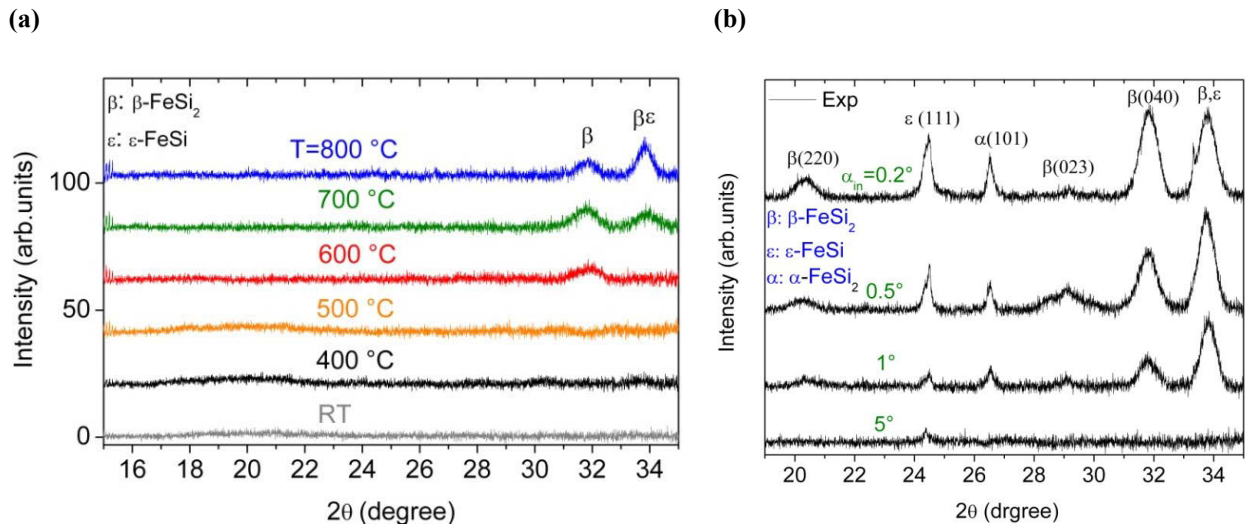 (a)
β: β-FeSi₂
ε: ε-FeSi
β
βε
T=800 °C
700 °C
600 °C
500 °C
400 °C
RT
100
50
0
Intensity (arb.units)
16 18 20 22 24 26 28 30 32 34
2θ (degree)
(b)
Exp
β(220)
ε (111)
α(101)
β(023)
β(040)
β,ε
αin=0.2°
β: β-FeSi₂
ε: ε-FeSi
α: α-FeSi₂
0.5°
1°
5°
Intensity (arb.units)
20 22 24 26 28 30 32 34
2θ (drgree)